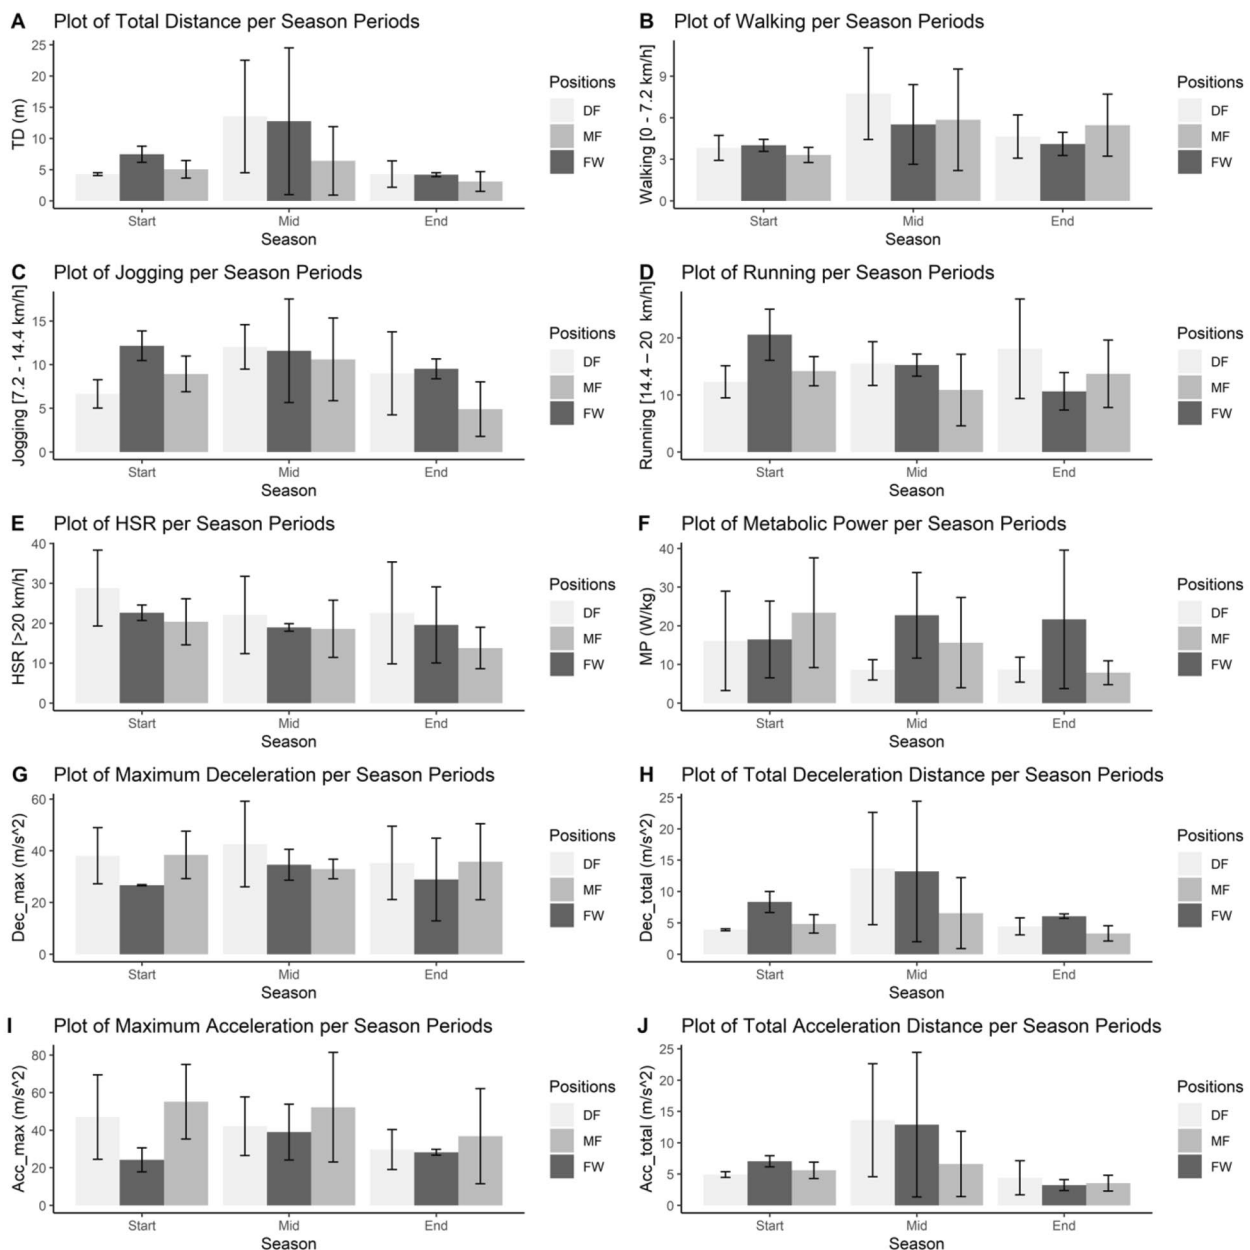 A Plot of Total Distance per Season Periods
TD (m)
25
20
15
10
5
0
Start Mid End
Season
Positions
DF
MF
FW
B Plot of Walking per Season Periods
Walking [0 - 7.2 km/h]
9
6
3
0
Start Mid End
Season
Positions
DF
MF
FW
C Plot of Jogging per Season Periods
Jogging [7.2 - 14.4 km/h]
15
10
5
0
Start Mid End
Season
Positions
DF
MF
FW
D Plot of Running per Season Periods
Running [14.4 – 20 km/h]
20
10
0
Start Mid End
Season
Positions
DF
MF
FW
E Plot of HSR per Season Periods
HSR [>20 km/h]
40
30
20
10
0
Start Mid End
Season
Positions
DF
MF
FW
F Plot of Metabolic Power per Season Periods
MP (W/kg)
40
30
20
10
0
Start Mid End
Season
Positions
DF
MF
FW
G Plot of Maximum Deceleration per Season Periods
Dec_max (m/s^2)
60
40
20
0
Start Mid End
Season
Positions
DF
MF
FW
H Plot of Total Deceleration Distance per Season Periods
Dec_total (m/s^2)
25
20
15
10
5
0
Start Mid End
Season
Positions
DF
MF
FW
I Plot of Maximum Acceleration per Season Periods
Acc_max (m/s^2)
80
60
40
20
0
Start Mid End
Season
Positions
DF
MF
FW
J Plot of Total Acceleration Distance per Season Periods
Acc_total (m/s^2)
25
20
15
10
5
0
Start Mid End
Season
Positions
DF
MF
FW